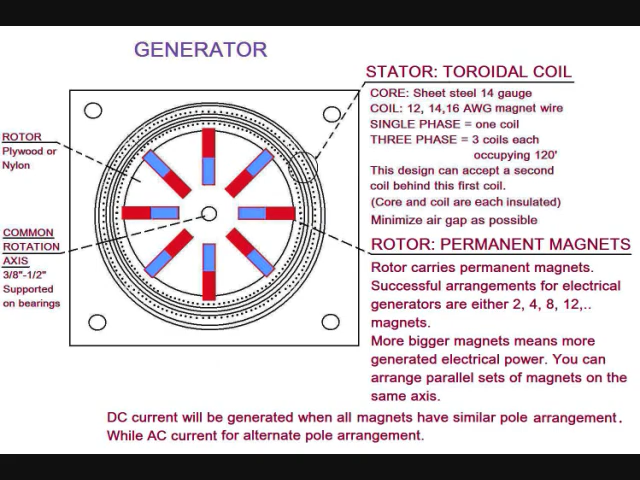 GENERATOR
STATOR: TOROIDAL COIL
CORE: Sheet steel 14 gauge
COIL: 12, 14,16 AWG magnet wire
SINGLE PHASE = one coil
THREE PHASE = 3 coils each
occupying 120'
This design can accept a second
coil behind this first coil.
(Core and coil are each insulated)
Minimize air gap as possible
ROTOR
Plywood or
Nylon
COMMON
ROTATION
AXIS
3/8"-1/2"
Supported
on bearings
ROTOR: PERMANENT MAGNETS
Rotor carries permanent magnets.
Successful arrangements for electrical
generators are either 2, 4, 8, 12,..
magnets.
More bigger magnets means more
generated electrical power. You can
arrange parallel sets of magnets on the
same axis.
DC current will be generated when all magnets have similar pole arrangement.
While AC current for alternate pole arrangement.